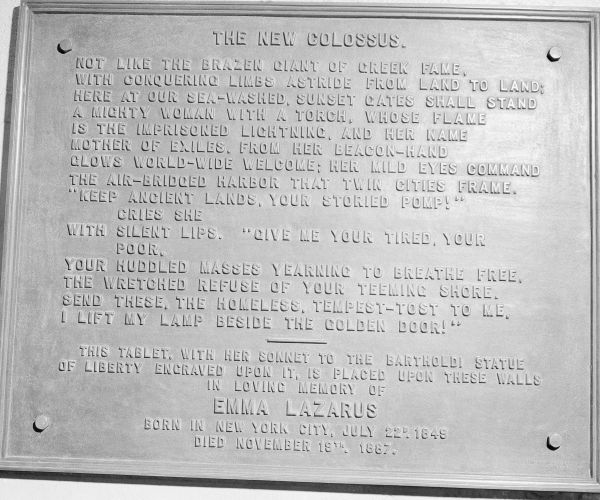 THE NEW COLOSSUS.
NOT LIKE THE BRAZEN GIANT OF GREEK FAME,
WITH CONQUERING LIMBS ASTRIDE FROM LAND TO LAND;
HERE AT OUR SEA-WASHED, SUNSET GATES SHALL STAND
A MIGHTY WOMAN WITH A TORCH, WHOSE FLAME
IS THE IMPRISONED LIGHTNING, AND HER NAME
MOTHER OF EXILES. FROM HER BEACON-HAND
GLOWS WORLD-WIDE WELCOME; HER MILD EYES COMMAND
THE AIR-BRIDGED HARBOR THAT TWIN CITIES FRAME.
"KEEP ANCIENT LANDS, YOUR STORIED POMP!"
CRIES SHE
WITH SILENT LIPS. "GIVE ME YOUR TIRED, YOUR
POOR,
YOUR HUDDLED MASSES YEARNING TO BREATHE FREE,
THE WRETCHED REFUSE OF YOUR TEEMING SHORE.
SEND THESE, THE HOMELESS, TEMPEST-TOST TO ME,
I LIFT MY LAMP BESIDE THE GOLDEN DOOR!"
THIS TABLET, WITH HER SONNET TO THE BARTHOLDI STATUE
OF LIBERTY ENGRAVED UPON IT, IS PLACED UPON THESE WALLS
IN LOVING MEMORY OF
EMMA LAZARUS
BORN IN NEW YORK CITY, JULY 22D, 1849
DIED NOVEMBER 19TH, 1887.